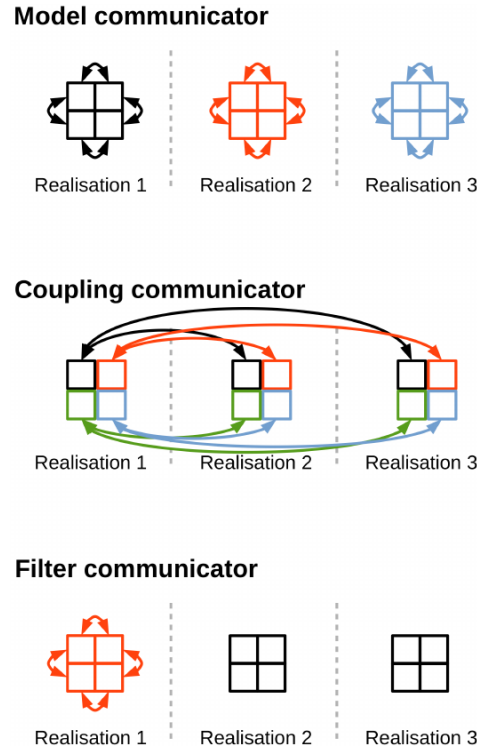 Model communicator
Realisation 1 Realisation 2 Realisation 3
Coupling communicator
Realisation 1 Realisation 2 Realisation 3
Filter communicator
Realisation 1 Realisation 2 Realisation 3